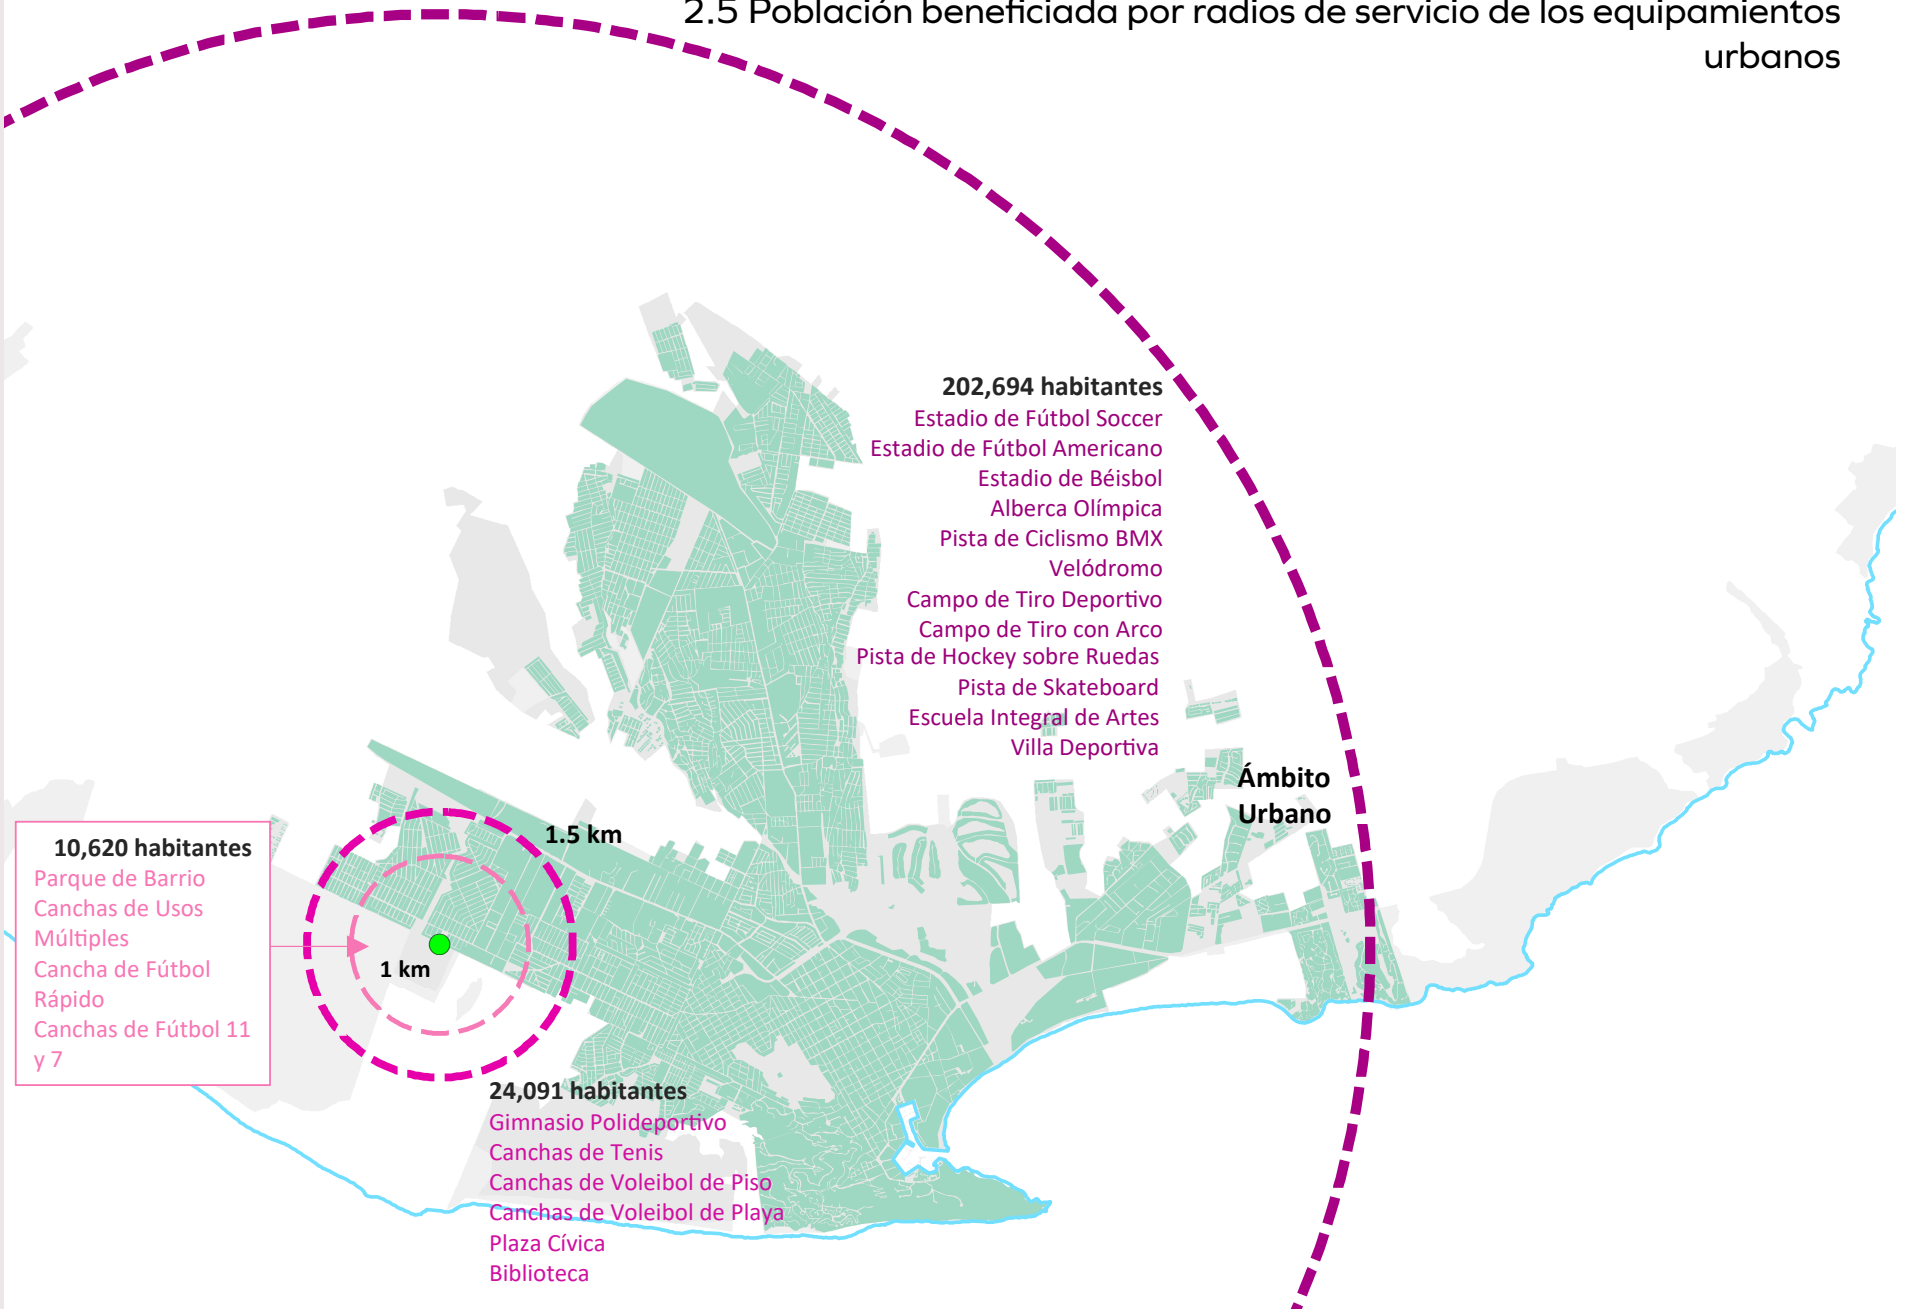 2.5 Población beneficiada por radios de servicio de los equipamientos
urbanos
202,694 habitantes
Estadio de Fútbol Soccer
Estadio de Fútbol Americano
Estadio de Béisbol
Alberca Olímpica
Pista de Ciclismo BMX
Velódromo
Campo de Tiro Deportivo
Campo de Tiro con Arco
Pista de Hockey sobre Ruedas
Pista de Skateboard
Escuela Integral de Artes
Villa Deportiva
Ámbito
Urbano
1.5 km
10,620 habitantes
Parque de Barrio
Canchas de Usos
Múltiples
Cancha de Fútbol
Rápido
Canchas de Fútbol 11
y 7
1 km
24,091 habitantes
Gimnasio Polideportivo
Canchas de Tenis
Canchas de Voleibol de Piso
Canchas de Voleibol de Playa
Plaza Cívica
Biblioteca